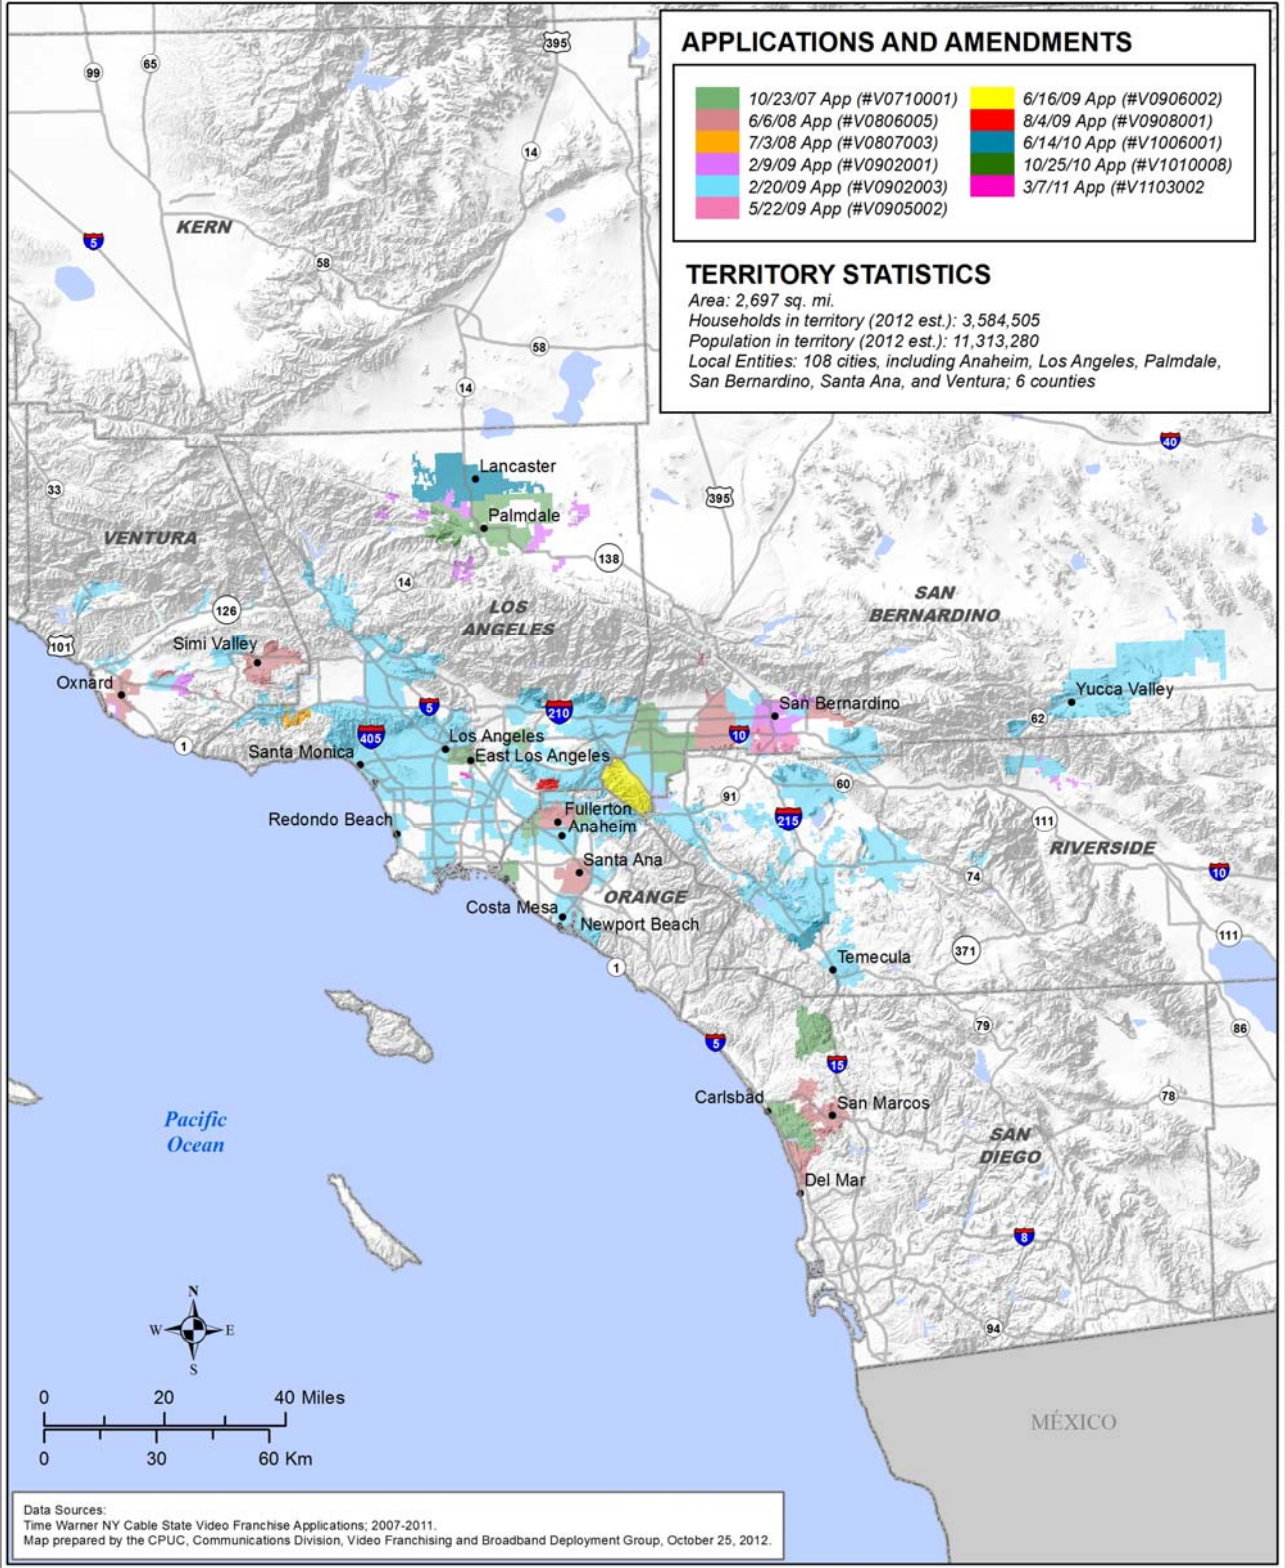 APPLICATIONS AND AMENDMENTS
10/23/07 App (#V0710001)
6/6/08 App (#V0806005)
7/3/08 App (#V0807003)
2/9/09 App (#V0902001)
2/20/09 App (#V0902003)
5/22/09 App (#V0905002)
6/16/09 App (#V0906002)
8/4/09 App (#V0908001)
6/14/10 App (#V1006001)
10/25/10 App (#V1010008)
3/7/11 App (#V1103002
TERRITORY STATISTICS
Area: 2,697 sq. mi.
Households in territory (2012 est.): 3,584,505
Population in territory (2012 est.): 11,313,280
Local Entities: 108 cities, including Anaheim, Los Angeles, Palmdale,
San Bernardino, Santa Ana, and Ventura; 6 counties
395
99
65
14
KERN
5
58
58
14
40
Lancaster
33
395
Palmdale
VENTURA
138
14
SAN
BERNARDINO
LOS
ANGELES
126
101
Simi Valley
Oxnard
Yucca Valley
San Bernardino
5
210
62
10
405
1
Los Angeles
Santa Monica
East Los Angeles
60
91
Fullerton
215
Redondo Beach
Anaheim
111
RIVERSIDE
Santa Ana
74
10
ORANGE
Costa Mesa
Newport Beach
111
371
Temecula
1
79
86
5
15
Carlsbad
San Marcos
78
Pacific
Ocean
SAN
DIEGO
Del Mar
8
N
W
E
S
94
0
20
40 Miles
0
30
60 Km
MÉXICO
Data Sources:
Time Warner NY Cable State Video Franchise Applications; 2007-2011.
Map prepared by the CPUC, Communications Division, Video Franchising and Broadband Deployment Group, October 25, 2012.